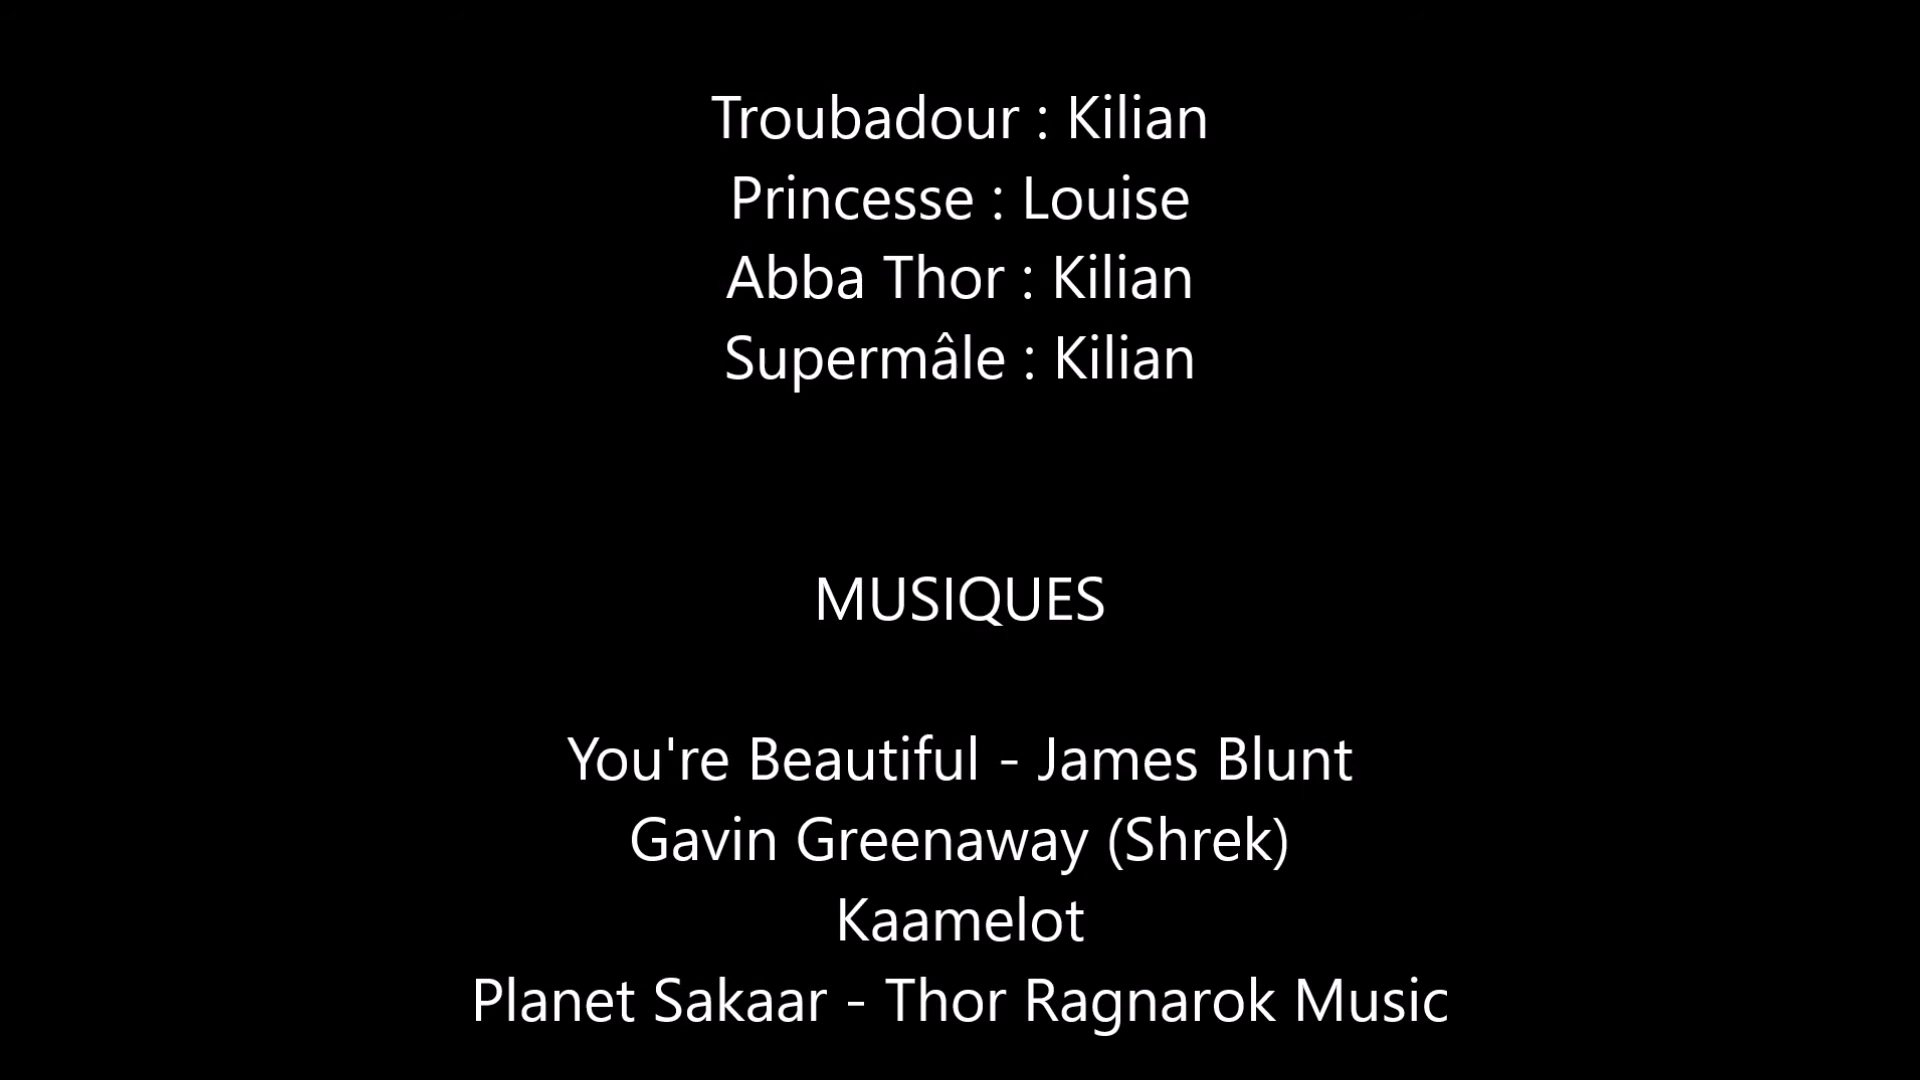 Troubadour : Kilian
Princesse : Louise
Abba Thor : Kilian
Supermâle : Kilian
MUSIQUES
You're Beautiful - James Blunt
Gavin Greenaway (Shrek)
Kaamelot
Planet Sakaar - Thor Ragnarok Music